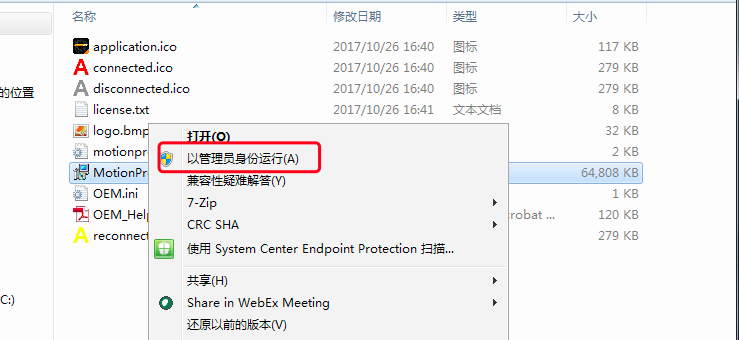 名称 修改日期 类型 大小
application.ico 2017/10/26 16:40 图标 117 KB
connected.ico 2017/10/26 16:40 图标 279 KB
disconnected.ico 2017/10/26 16:40 图标 279 KB
的位置
license.txt 2017/10/26 16:41 文本文档 8 KB
logo.bmp 32 KB
打开(O)
motionpr 1 KB
以管理员身份运行(A)
MotionPro 64,808 KB
兼容性疑难解答(Y)
OEM.ini 2 KB
7-Zip
OEM_Help crobat ... 120 KB
CRC SHA
reconnect 279 KB
使用 System Center Endpoint Protection 扫描...
共享(H)
C:)
Share in WebEx Meeting
还原以前的版本(V)